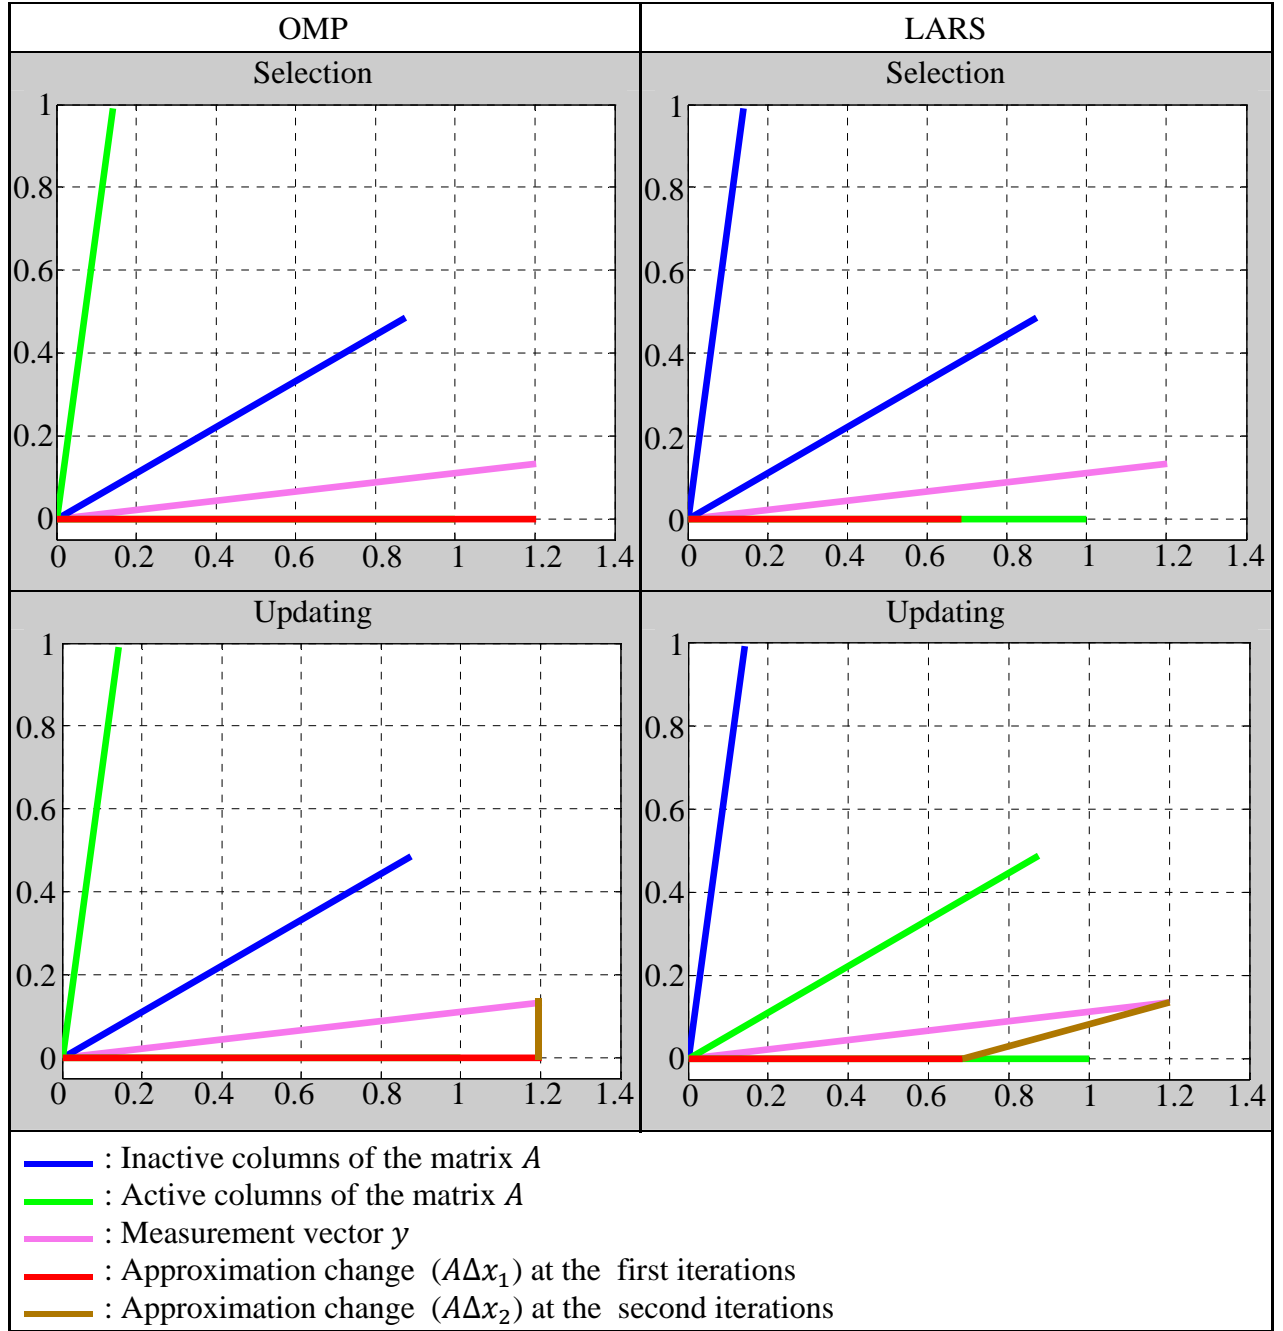 OMP
LARS
Selection
1
0.8
0.6
0.4
0.2
0
0 0.2 0.4 0.6 0.8 1 1.2 1.4
Selection
1
0.8
0.6
0.4
0.2
0
0 0.2 0.4 0.6 0.8 1 1.2 1.4
Updating
1
0.8
0.6
0.4
0.2
0
0 0.2 0.4 0.6 0.8 1 1.2 1.4
Updating
1
0.8
0.6
0.4
0.2
0
0 0.2 0.4 0.6 0.8 1 1.2 1.4
: Inactive columns of the matrix A
: Active columns of the matrix A
: Measurement vector y
: Approximation change (AΔx₁) at the first iterations
: Approximation change (AΔx₂) at the second iterations